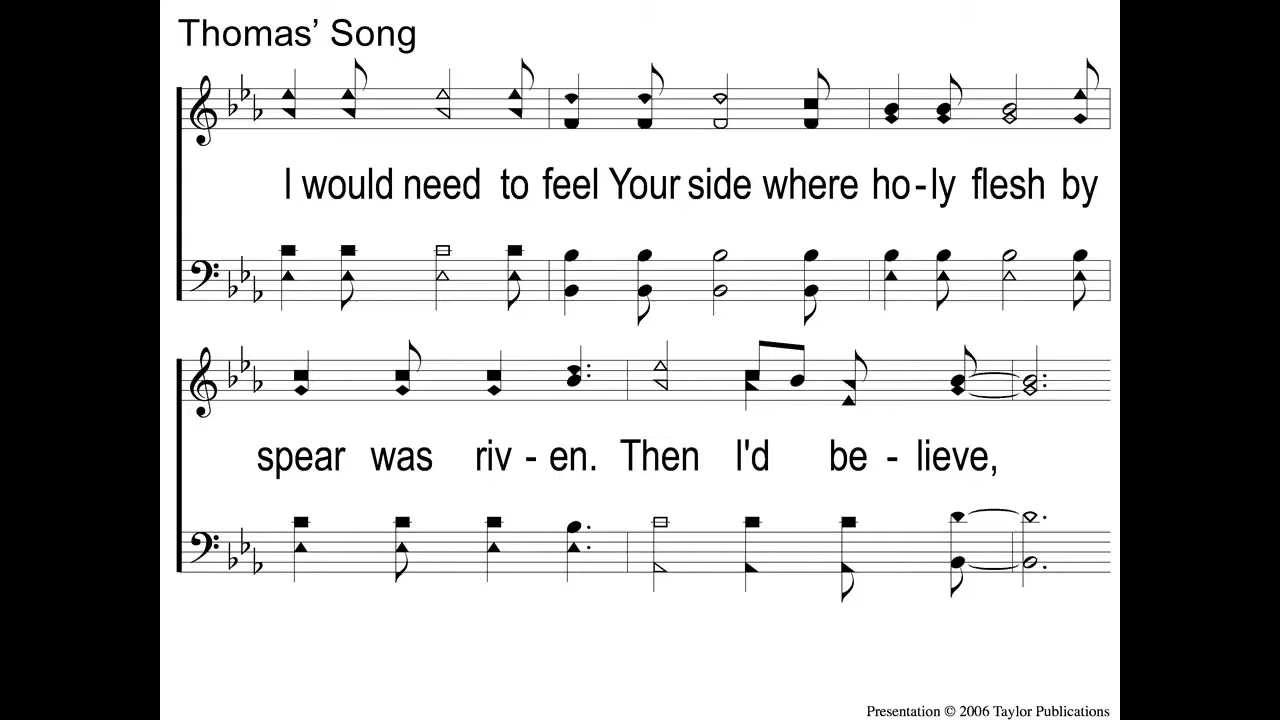 Thomas’ Song
I would need to feel Your side where ho-ly flesh by
spear was riv - en. Then I'd be - lieve,
Presentation © 2006 Taylor Publications